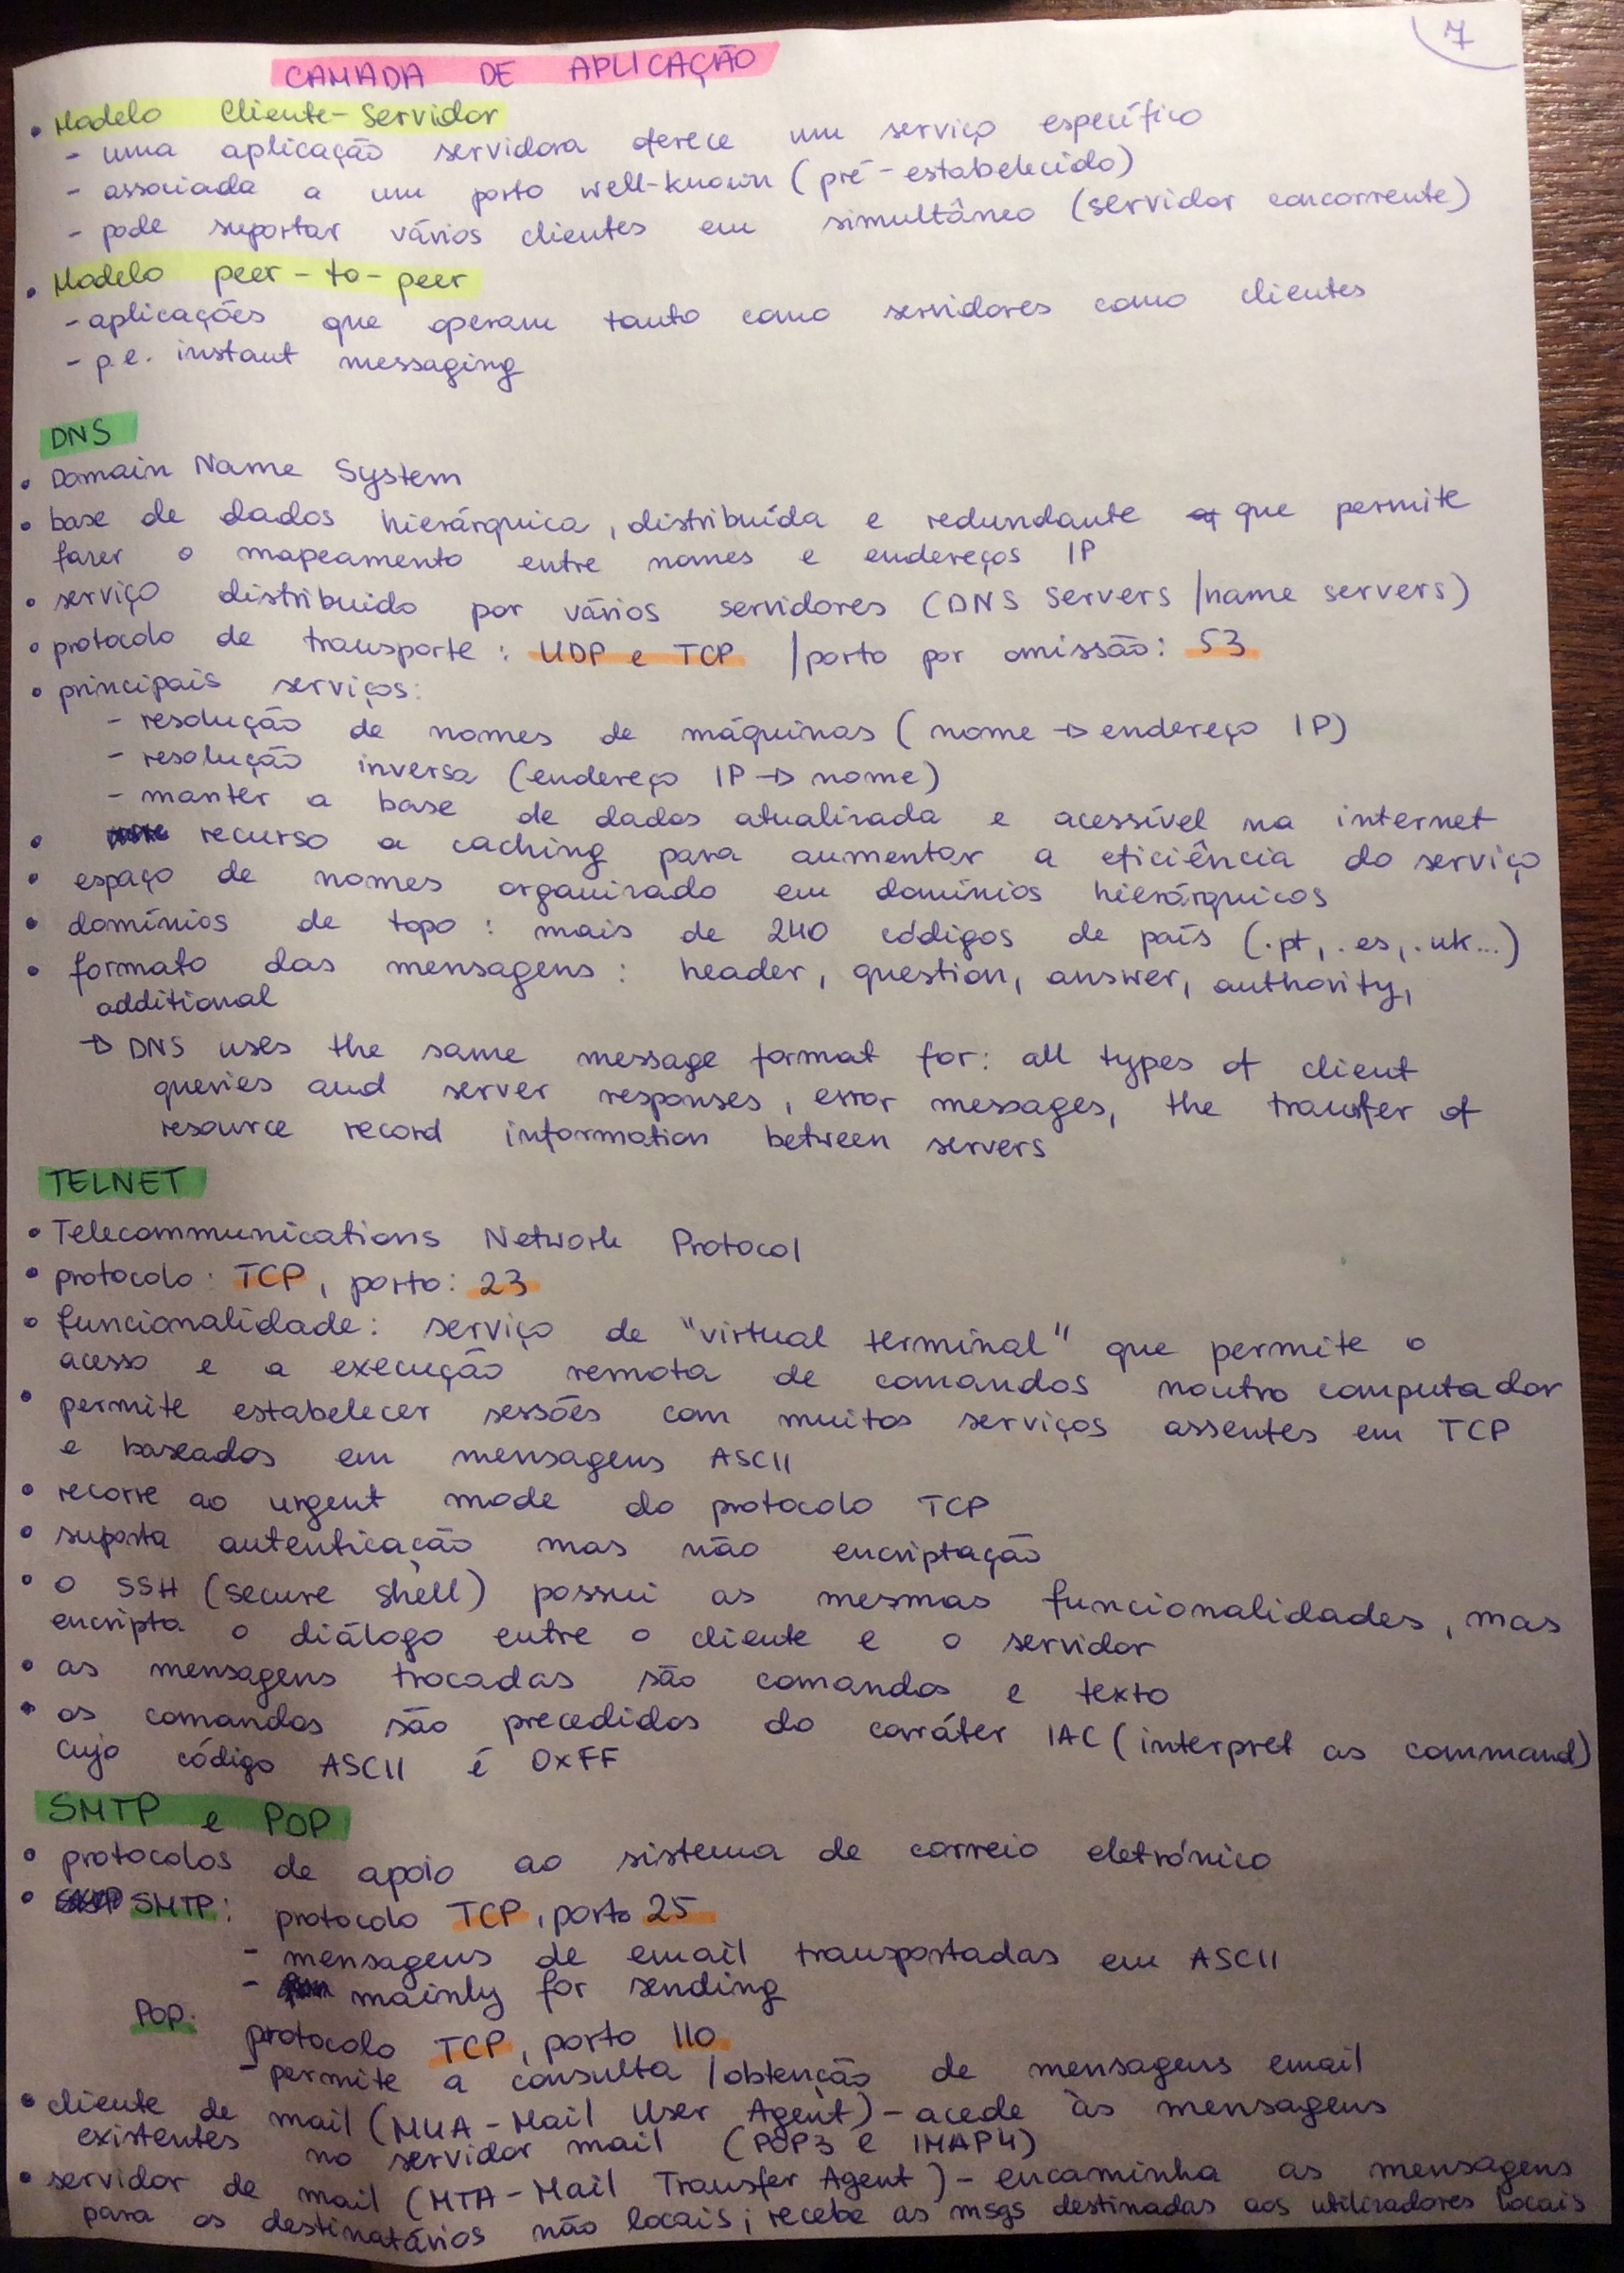 7
CAMADA DE APLICAÇÃO
• Modelo Cliente-Servidor
- uma aplicação servidora oferece um serviço específico
- associada a um porto well-known (pré-estabelecido)
- pode suportar vários clientes em simultâneo (servidor concorrente)
• Modelo peer-to-peer
- aplicações que operam tanto como servidores como clientes
- p.e. instant messaging
DNS
• Domain Name System
• base de dados hierárquica, distribuída e redundante que permite
fazer o mapeamento entre nomes e endereços IP
• serviço distribuido por vários servidores (DNS Servers / name servers)
• protocolo de transporte: UDP e TCP / porto por omissão: 53
• principais serviços:
- resolução de nomes de máquinas (nome → endereço IP)
- resolução inversa (endereço IP → nome)
- manter a base de dados atualizada e acessível na internet
• recurso a caching para aumentar a eficiência do serviço
• espaço de nomes organizado em domínios hierárquicos
• domínios de topo: mais de 240 códigos de país (.pt, .es, .uk...)
• formato das mensagens: header, question, answer, authority,
additional
→ DNS uses the same message format for: all types of client
queries and server responses, error messages, the transfer of
resource record information between servers
TELNET
• Telecommunications Network Protocol
• protocolo: TCP, porto: 23
• funcionalidade: serviço de "virtual terminal" que permite o
acesso e a execução remota de comandos noutro computador
• permite estabelecer sessões com muitos serviços assentes em TCP
e baseados em mensagens ASCII
• recorre ao urgent mode do protocolo TCP
• suporta autenticação mas não encriptação
• o SSH (secure shell) possui as mesmas funcionalidades, mas
encripta o diálogo entre o cliente e o servidor
• as mensagens trocadas são comandos e texto
• os comandos são precedidos do caráter IAC (interpret as command)
cujo código ASCII é 0xFF
SMTP e POP
• protocolos de apoio ao sistema de correio eletrónico
• SMTP: protocolo TCP, porto 25
- mensagens de email transportadas em ASCII
- mainly for sending
POP: protocolo TCP, porto 110
- permite a consulta / obtenção de mensagens email
• cliente de mail (MUA - Mail User Agent) - acede às mensagens
existentes no servidor mail (POP3 e IMAP4)
• servidor de mail (MTA - Mail Transfer Agent) - encaminha as mensagens
para os destinatários não locais; recebe as msgs destinadas aos utilizadores locais